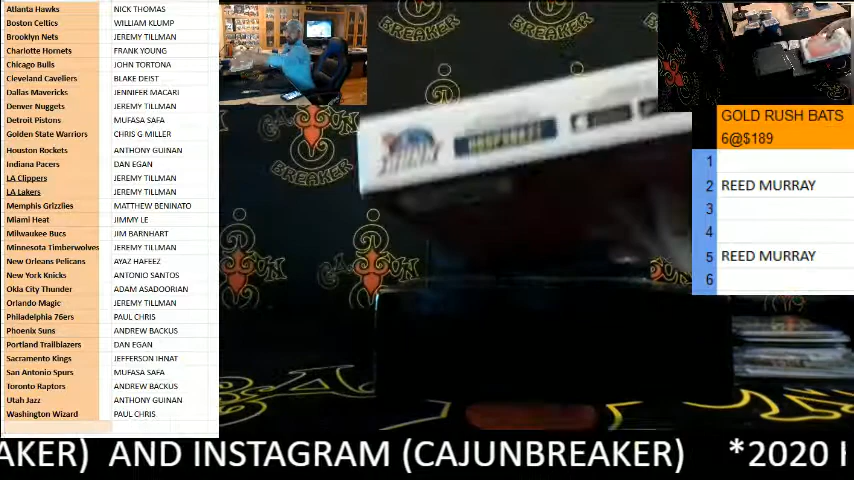 Atlanta Hawks NICK THOMAS
Boston Celtics WILLIAM KLUMP
Brooklyn Nets JEREMY TILLMAN
Charlotte Hornets FRANK YOUNG
Chicago Bulls JOHN TORTONA
Cleveland Caveliers BLAKE DEIST
Dallas Mavericks JENNIFER MACARI
Denver Nuggets JEREMY TILLMAN
Detroit Pistons MUFASA SAFA
Golden State Warriors CHRIS G MILLER
Houston Rockets ANTHONY GUINAN
Indiana Pacers DAN EGAN
LA Clippers JEREMY TILLMAN
LA Lakers JEREMY TILLMAN
Memphis Grizzlies MATTHEW BENINATO
Miami Heat JIMMY LE
Milwaukee Bucs JIM BARNHART
Minnesota Timberwolves JEREMY TILLMAN
New Orleans Pelicans AYAZ HAFEEZ
New York Knicks ANTONIO SANTOS
Okla City Thunder ADAM ASADOORIAN
Orlando Magic JEREMY TILLMAN
Philadelphia 76ers PAUL CHRIS
Phoenix Suns ANDREW BACKUS
Portland Trailblazers DAN EGAN
Sacramento Kings JEFFERSON IHNAT
San Antonio Spurs MUFASA SAFA
Toronto Raptors ANDREW BACKUS
Utah Jazz ANTHONY GUINAN
Washington Wizard PAUL CHRIS
BREAKER
BREAKER
BREAKER
GOLD RUSH BATS
6@$189
1
2 REED MURRAY
3
4
5 REED MURRAY
6
AKER) AND INSTAGRAM (CAJUNBREAKER) *2020